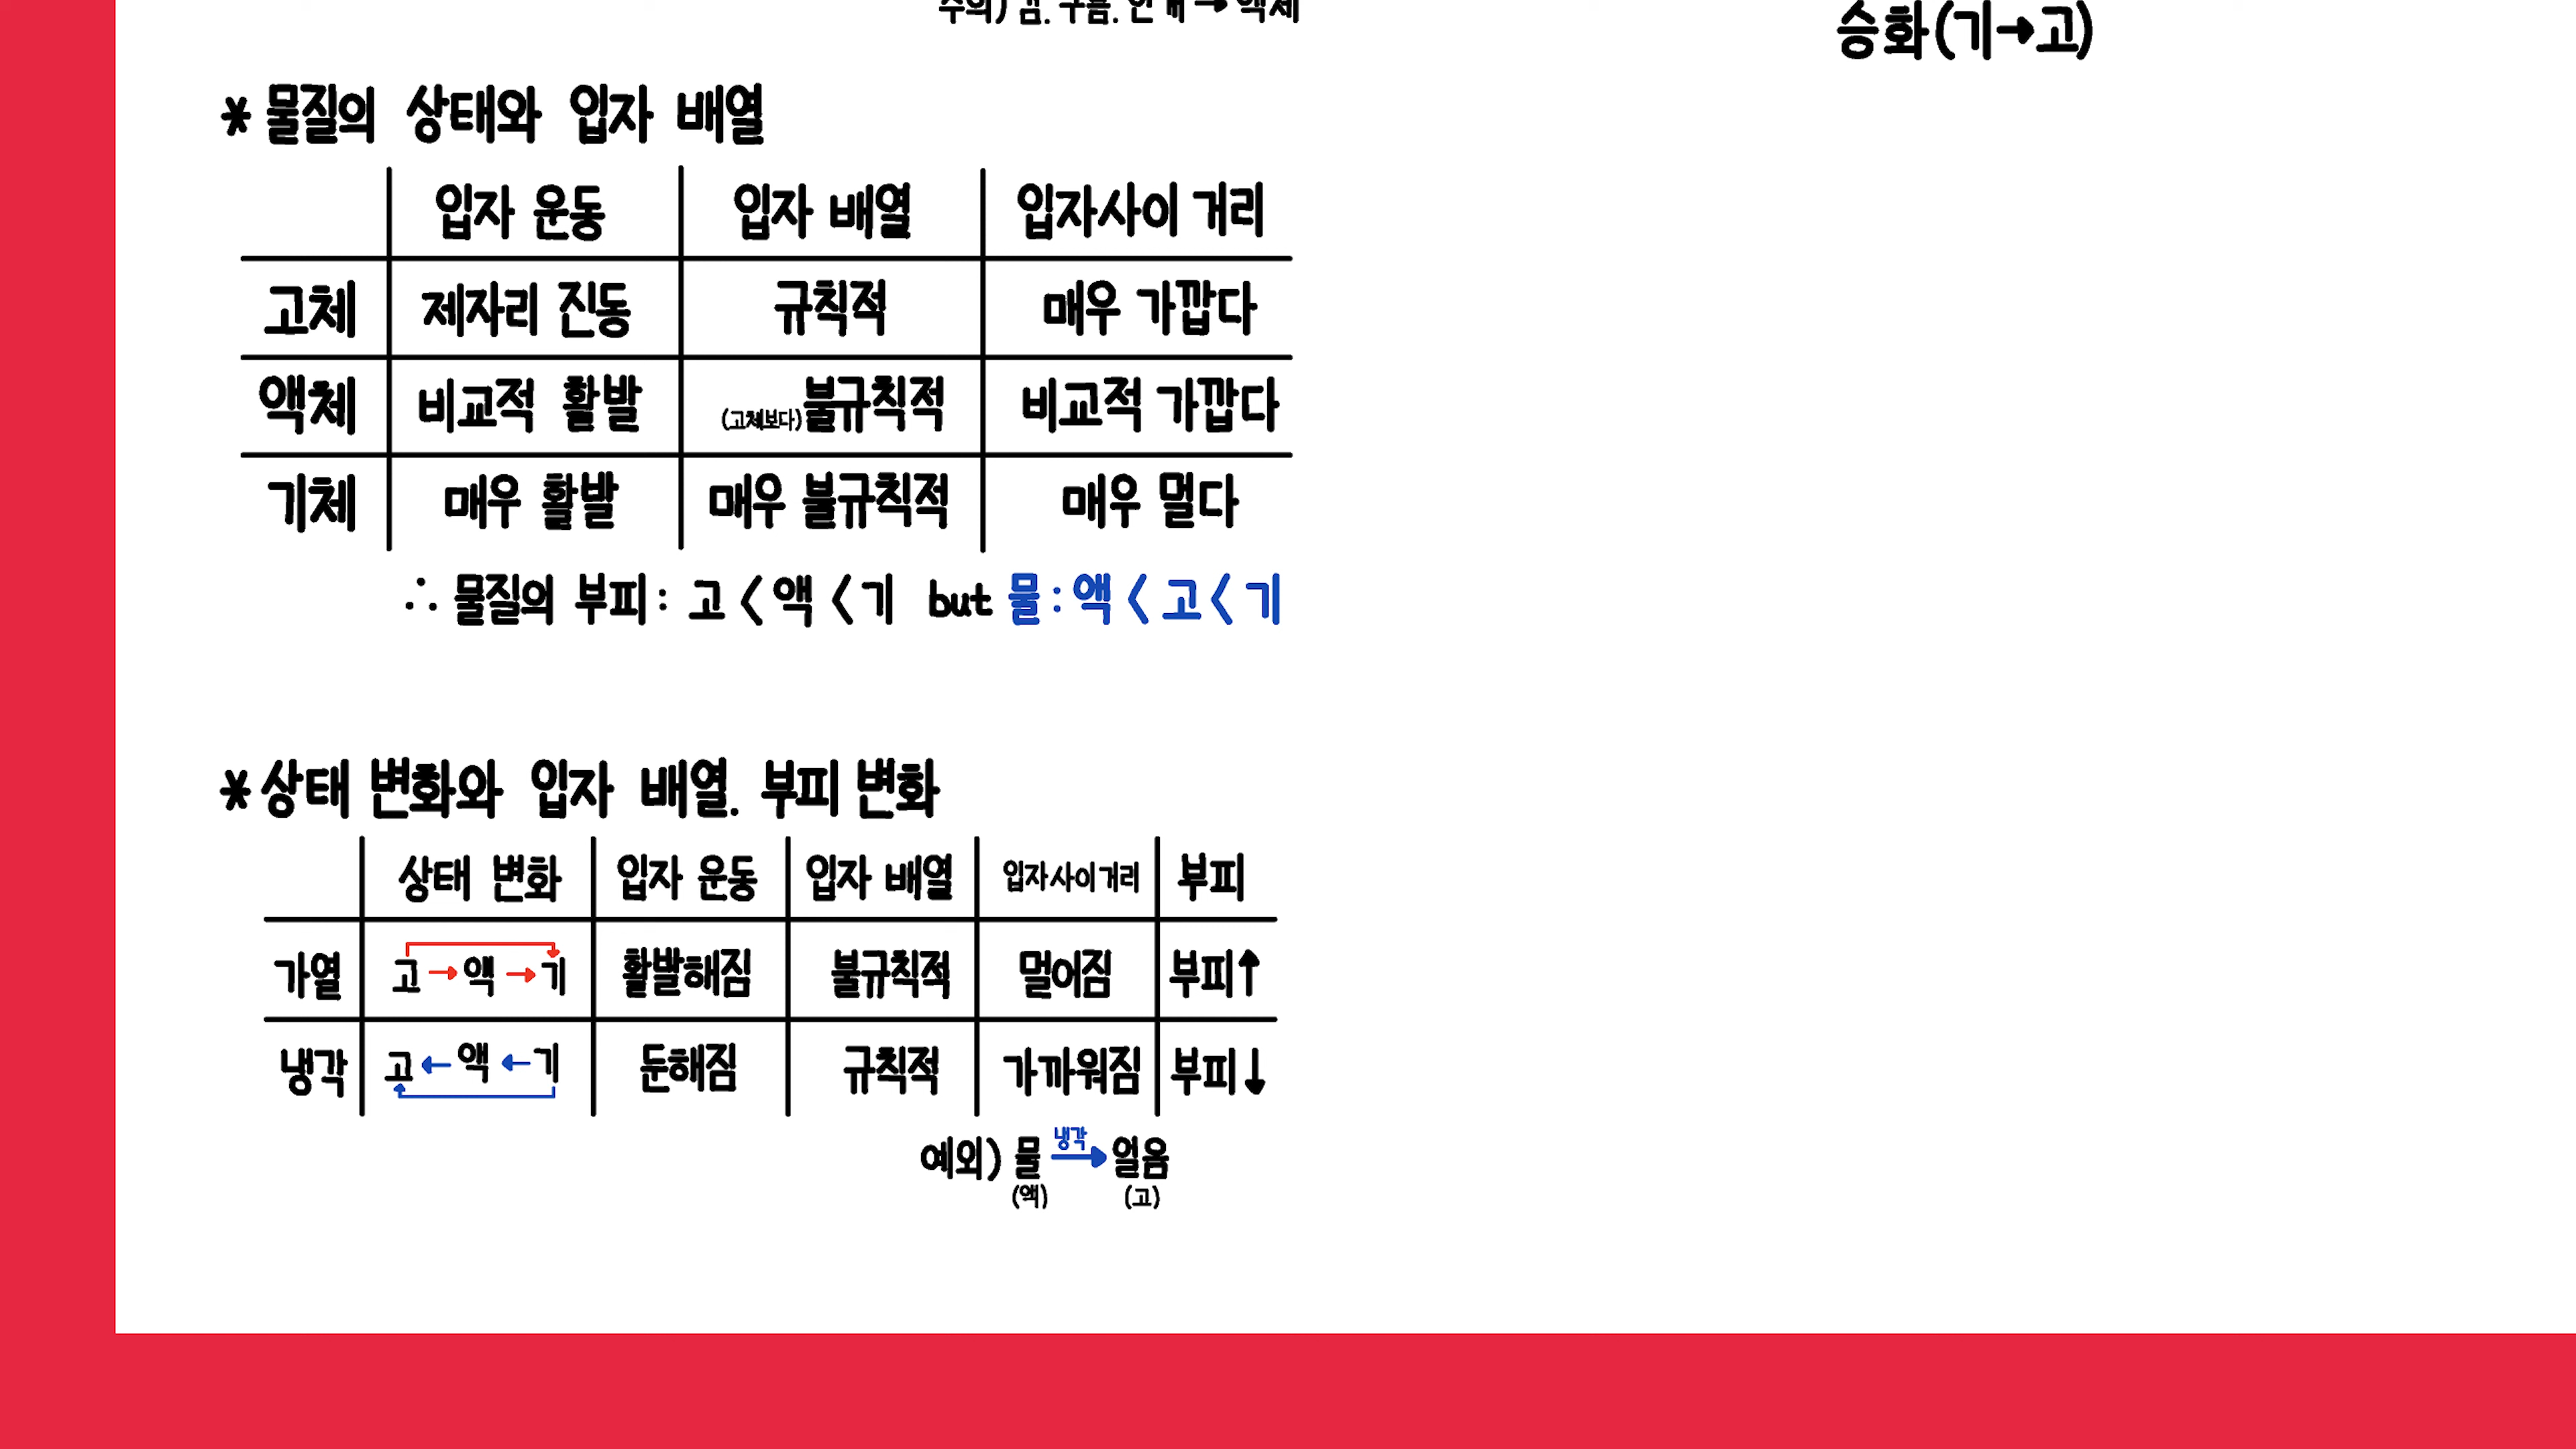 승화(기→고)
* 물질의 상태와 입자 배열
입자 운동 입자 배열 입자사이 거리
고체 제자리 진동 규칙적 매우 가깝다
액체 비교적 활발 (고체보다)불규칙적 비교적 가깝다
기체 매우 활발 매우 불규칙적 매우 멀다
∴ 물질의 부피: 고<액<기 but 물:액<고<기
* 상태 변화와 입자 배열. 부피 변화
상태 변화 입자 운동 입자 배열 입자사이거리 부피
가열 고→액→기 활발해짐 불규칙적 멀어짐 부피↑
냉각 고←액←기 둔해짐 규칙적 가까워짐 부피↓
냉각
예외) 물 → 얼음
(액) (고)